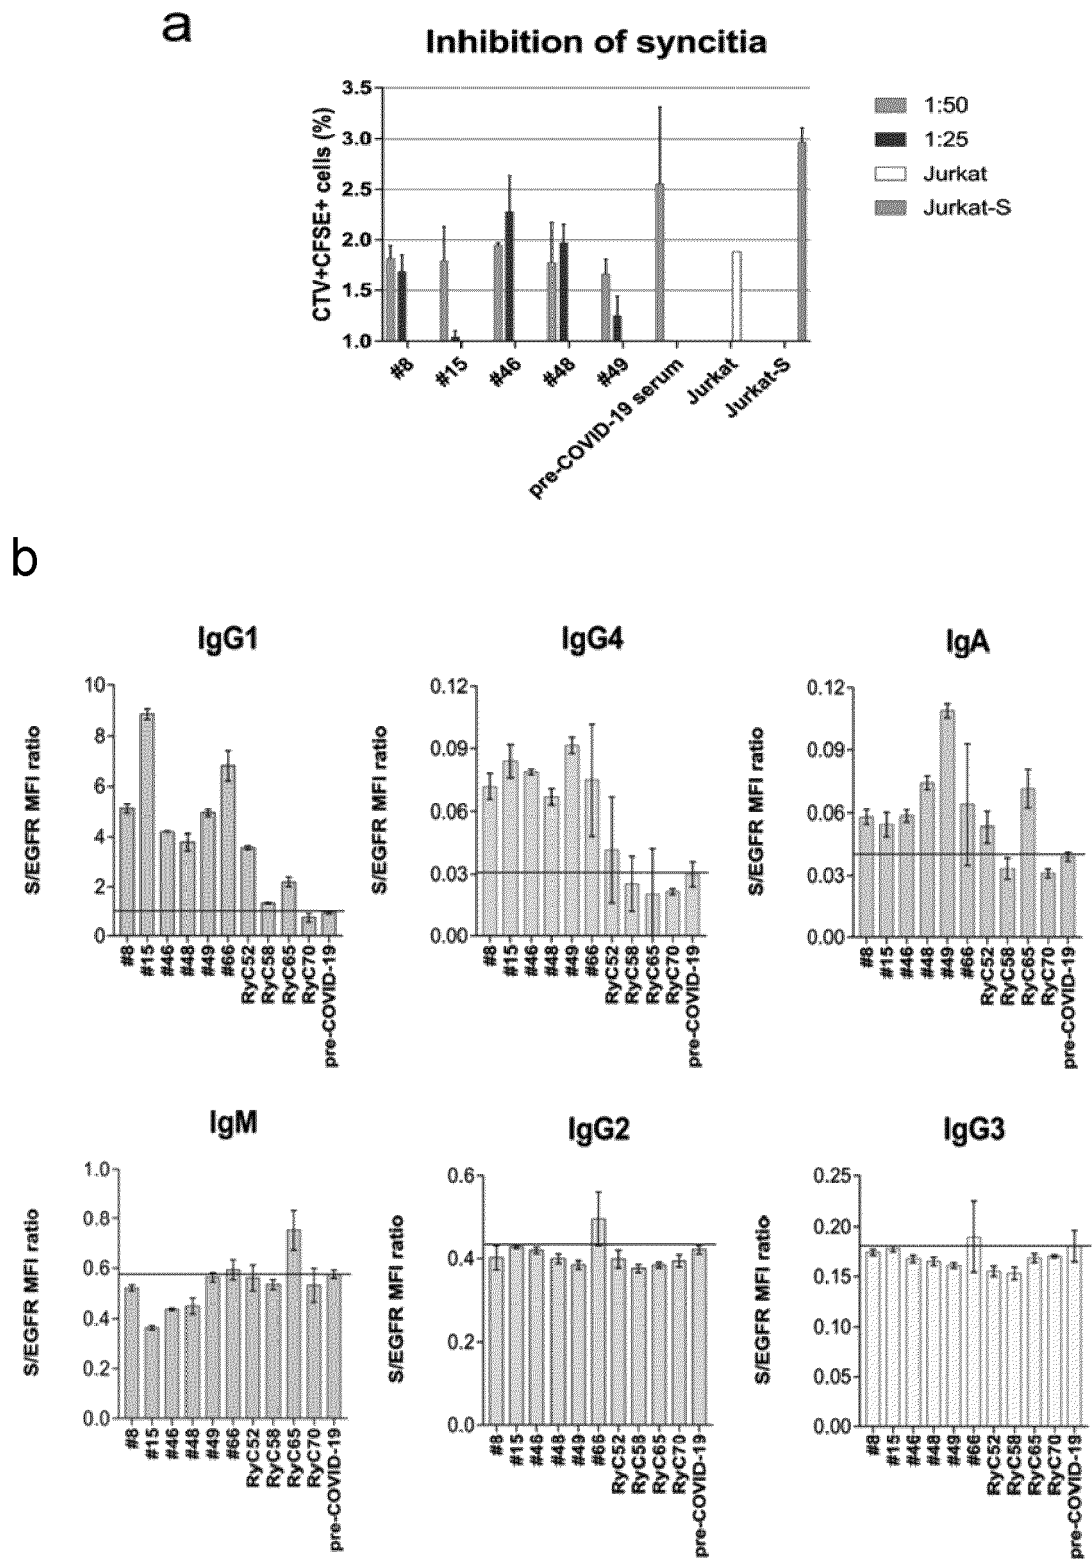 a
Inhibition of syncitia
CTV+CFSE+ cells (%)
3.5
3.0
2.5
2.0
1.5
1.0
#8
#15
#46
#48
#49
pre-COVID-19 serum
Jurkat
Jurkat-S
1:50
1:25
Jurkat
Jurkat-S
b
IgG1
S/EGFR MFI ratio
10
8
6
4
2
0
#8
#15
#46
#48
#49
#66
RyC52
RyC58
RyC65
RyC70
pre-COVID-19
IgG4
S/EGFR MFI ratio
0.12
0.09
0.06
0.03
0.00
#8
#15
#46
#48
#49
#66
RyC52
RyC58
RyC65
RyC70
pre-COVID-19
IgA
S/EGFR MFI ratio
0.12
0.09
0.06
0.03
0.00
#8
#15
#46
#48
#49
#66
RyC52
RyC58
RyC65
RyC70
pre-COVID-19
IgM
S/EGFR MFI ratio
1.0
0.8
0.6
0.4
0.2
0.0
#8
#15
#46
#48
#49
#66
RyC52
RyC58
RyC65
RyC70
pre-COVID-19
IgG2
S/EGFR MFI ratio
0.6
0.4
0.2
0.0
#8
#15
#46
#48
#49
#66
RyC52
RyC58
RyC65
RyC70
pre-COVID-19
IgG3
S/EGFR MFI ratio
0.25
0.20
0.15
0.10
0.05
0.00
#8
#15
#46
#48
#49
#66
RyC52
RyC58
RyC65
RyC70
pre-COVID-19